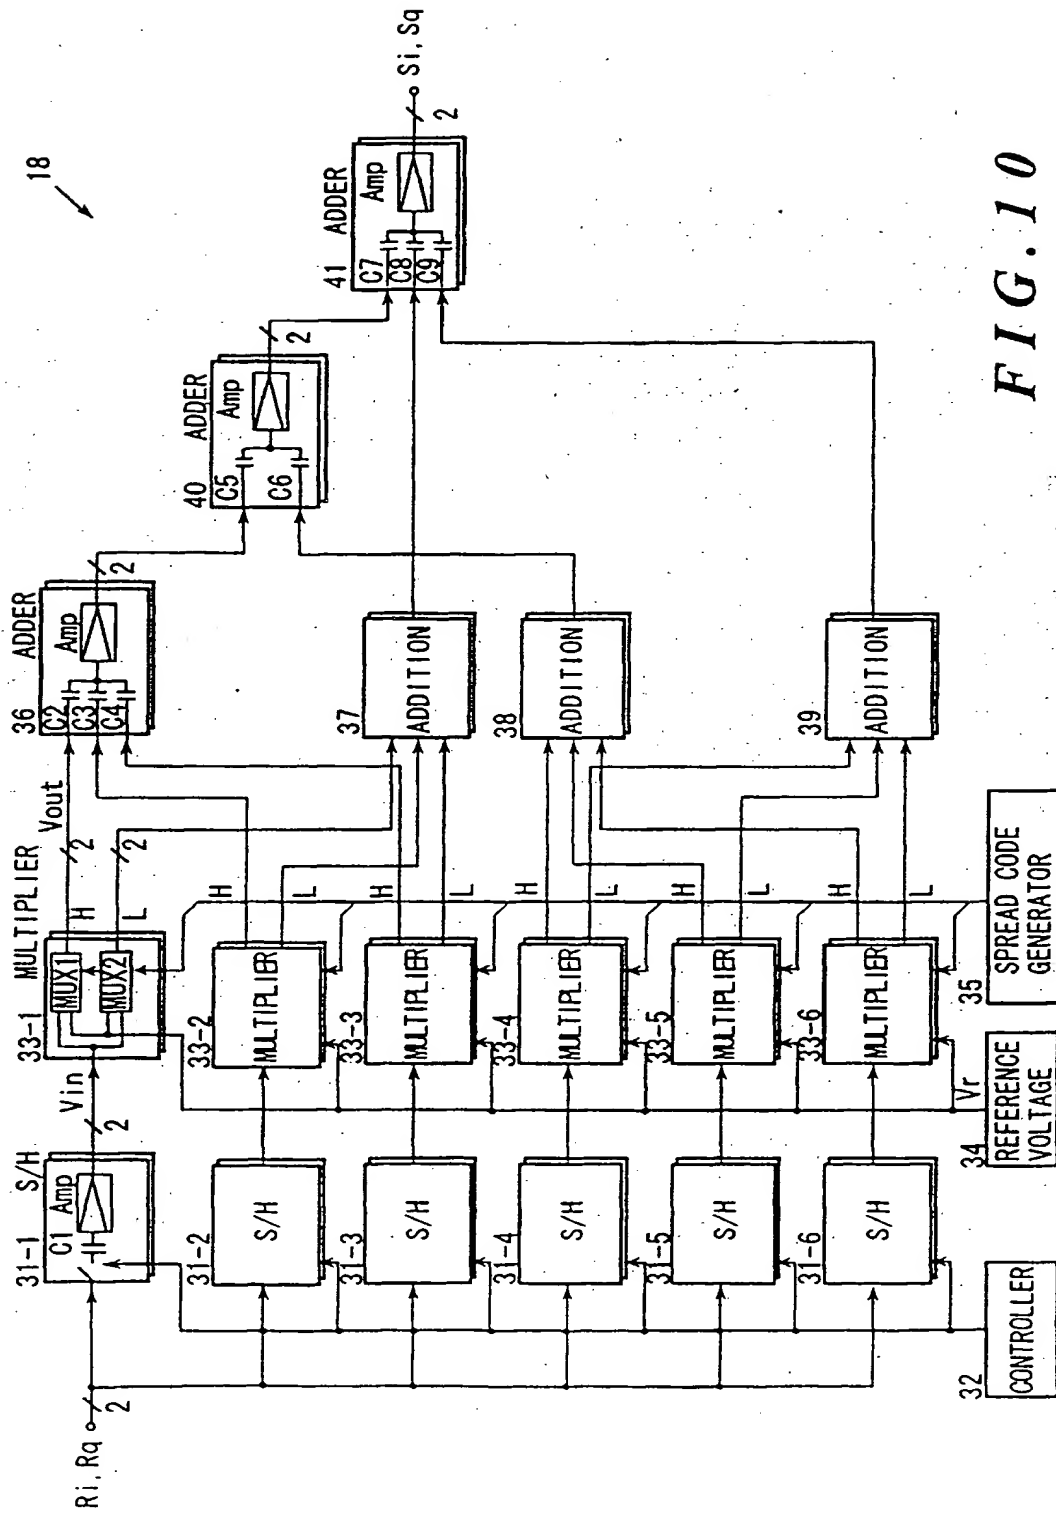 18
Ri, Rq
2
31-1
S/H
C1
Amp
Vin
2
33-1
MULTIPLIER
MUX1
MUX2
H
L
Vout
2
2
36
ADDER
C2
C3
C4
Amp
2
40
ADDER
C5
C6
Amp
2
41
ADDER
C7
C8
C9
Amp
2
Si, Sq
31-2
S/H
33-2
MULTIPLIER
H
L
31-3
S/H
33-3
MULTIPLIER
H
L
37
ADDITION
31-4
S/H
33-4
MULTIPLIER
H
L
38
ADDITION
31-5
S/H
33-5
MULTIPLIER
H
L
31-6
S/H
33-6
MULTIPLIER
H
L
39
ADDITION
Vr
32
CONTROLLER
34
REFERENCE
VOLTAGE
35
SPREAD CODE
GENERATOR
FIG.10